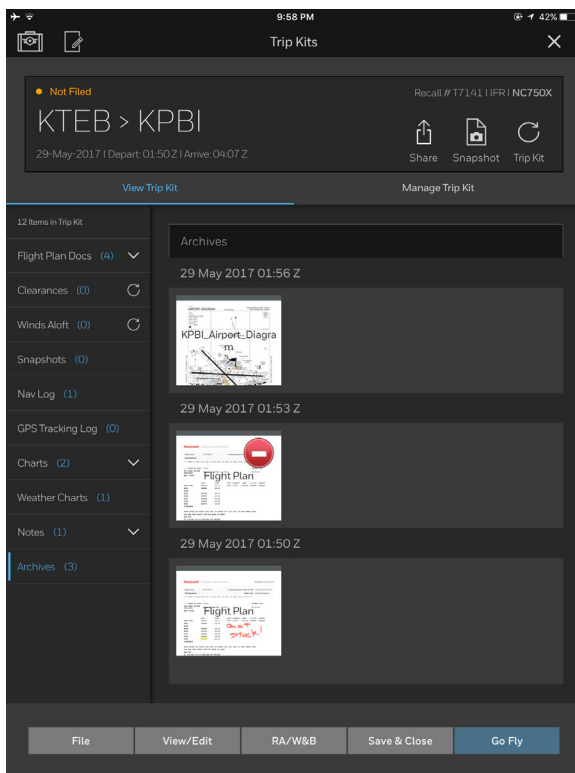 9:58 PM
42%
Trip Kits
Not Filed
Recall # T7141 I IFR I NC750X
KTEB > KPBI
29-May-2017 I Depart: 01:50 Z I Arrive: 04:07 Z
Share
Snapshot
Trip Kit
View Trip Kit
Manage Trip Kit
12 Items in Trip Kit
Flight Plan Docs (4)
Clearances (0)
Winds Aloft (0)
Snapshots (0)
Nav Log (1)
GPS Tracking Log (0)
Charts (2)
Weather Charts (1)
Notes (1)
Archives (3)
Archives
29 May 2017 01:56 Z
AIRPORT DIAGRAM
KPBI_Airport_Diagra
m
29 May 2017 01:53 Z
Honeywell
Flight Plan
29 May 2017 01:50 Z
Honeywell
Flight Plan
File
View/Edit
RA/W&B
Save & Close
Go Fly